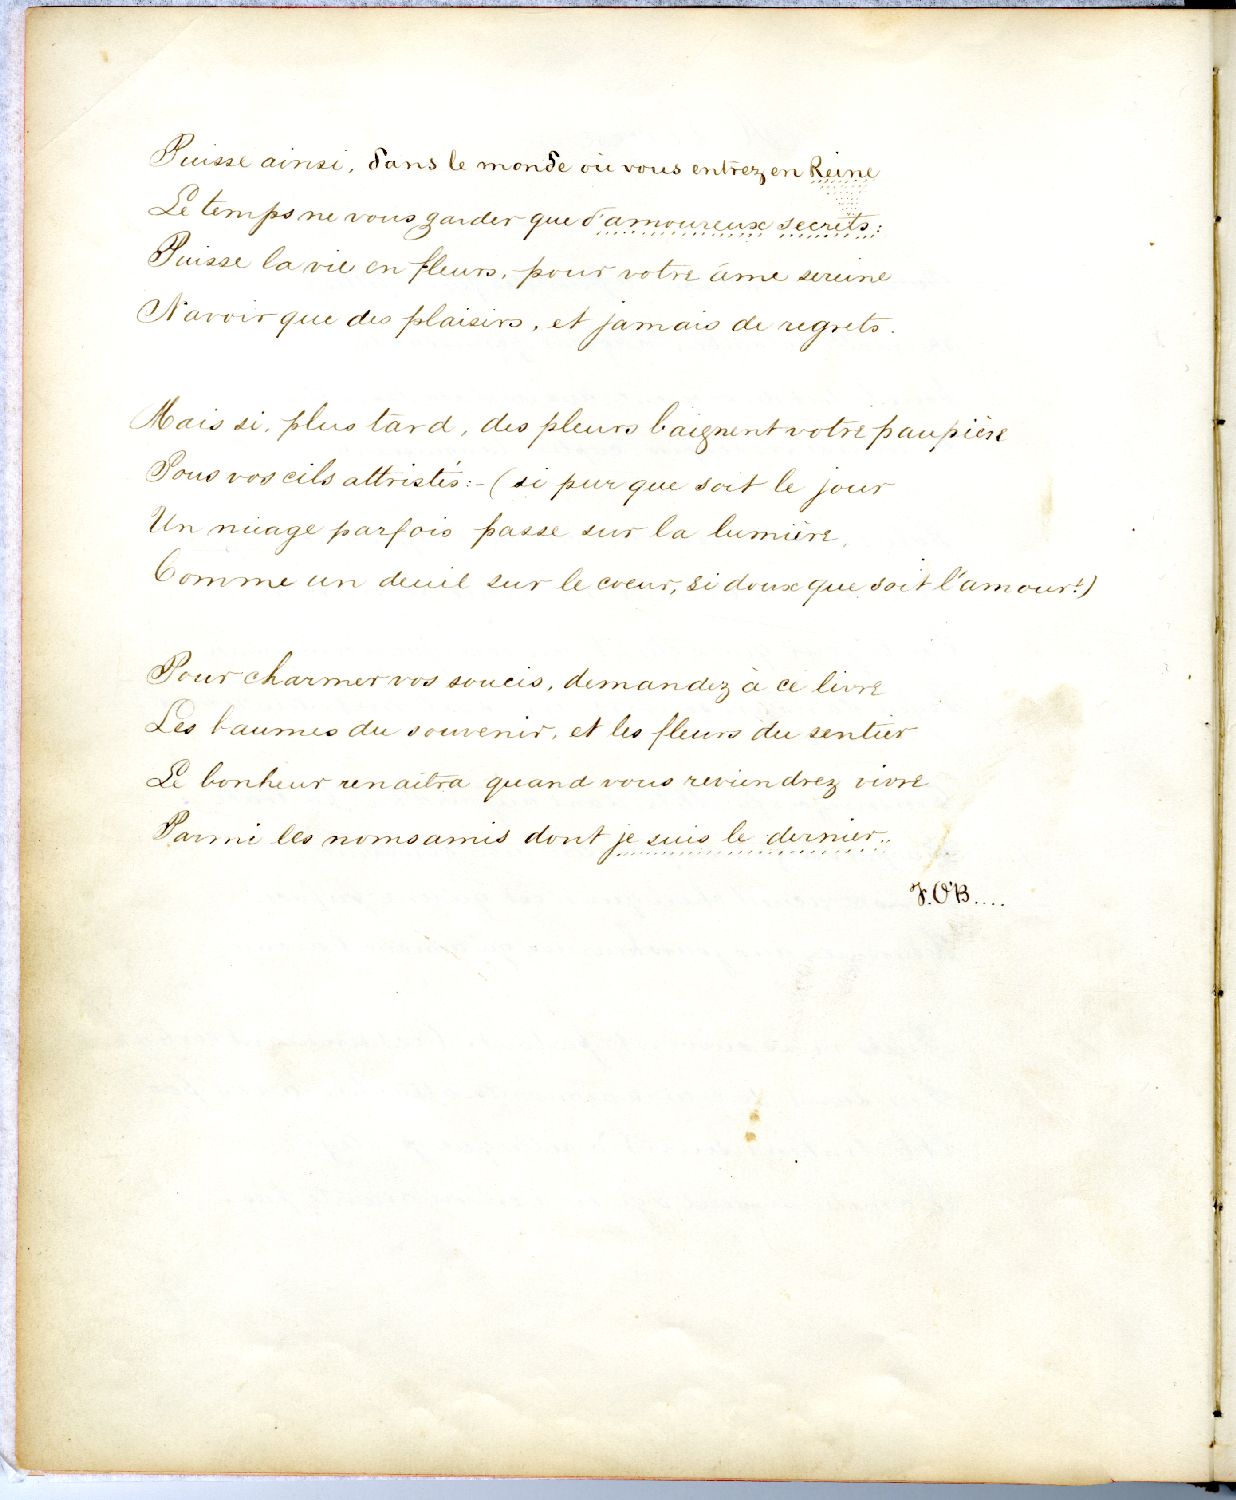 Puisse ainsi, dans le monde où vous entrez en Reine
Le temps ne vous garder que d'amoureux secrets:
Puisse la vie en fleurs, pour votre âme sereine
N'avoir que des plaisirs, et jamais de regrets.
Mais si, plus tard, des pleurs baignent votre paupière
Sous vos cils attristés:- (si pur que soit le jour
Un nuage parfois passe sur la lumière,
Comme un deuil sur le coeur, si doux que soit l'amour!)
Pour charmer vos soucis, demandez à ce livre
Les baumes du souvenir, et les fleurs du sentier
Le bonheur renaitra quand vous reviendrez vivre
Parmi les noms amis dont je suis le dernier..
J.O'B....